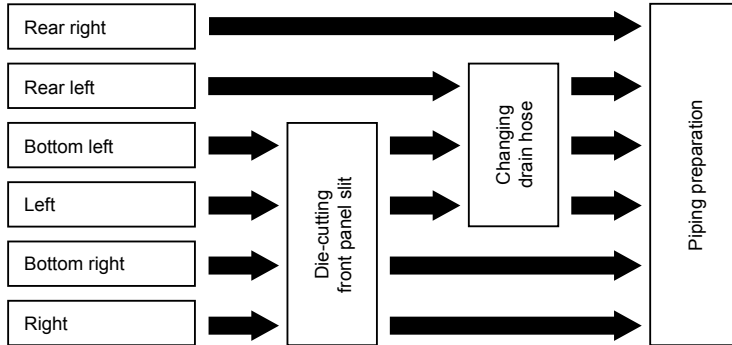 Rear right
Rear left
Bottom left
Left
Bottom right
Right
Die-cutting
front panel slit
Changing
drain hose
Piping preparation